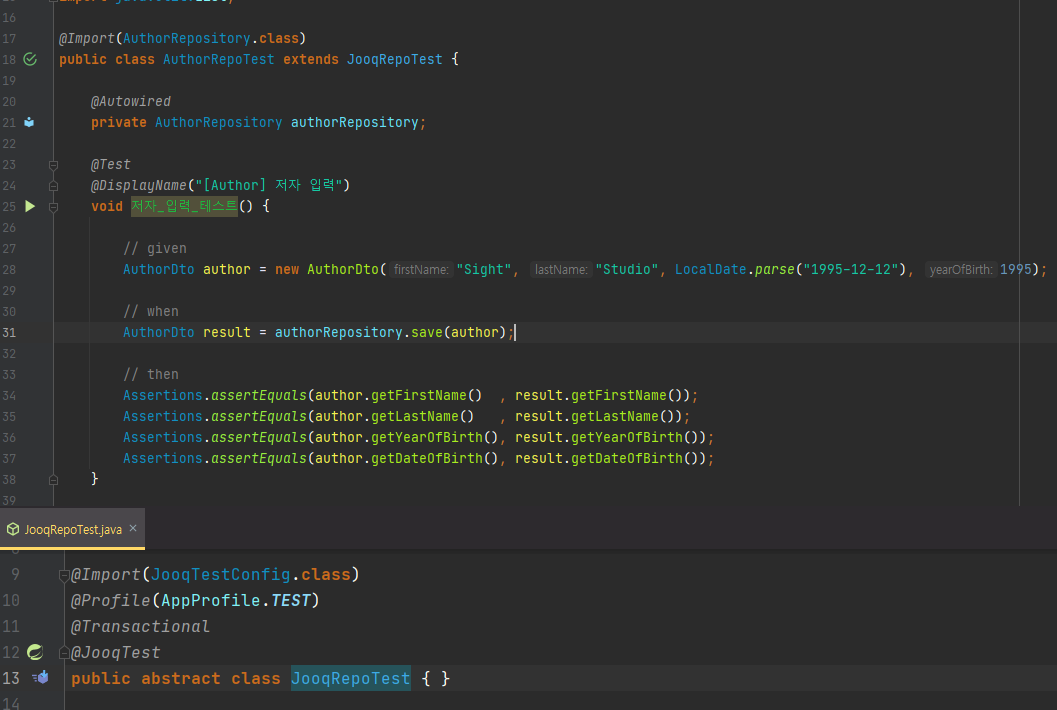 16
17 @Import(AuthorRepository.class)
18 public class AuthorRepoTest extends JooqRepoTest {
19
20 @Autowired
21 private AuthorRepository authorRepository;
22
23 @Test
24 @DisplayName("[Author] 저자 입력")
25 void 저자_입력_테스트() {
26
27 // given
28 AuthorDto author = new AuthorDto( firstName: "Sight", lastName: "Studio", LocalDate.parse("1995-12-12"), yearOfBirth: 1995);
29
30 // when
31 AuthorDto result = authorRepository.save(author);
32
33 // then
34 Assertions.assertEquals(author.getFirstName() , result.getFirstName());
35 Assertions.assertEquals(author.getLastName() , result.getLastName());
36 Assertions.assertEquals(author.getYearOfBirth(), result.getYearOfBirth());
37 Assertions.assertEquals(author.getDateOfBirth(), result.getDateOfBirth());
38 }
39
JooqRepoTest.java ×
9 @Import(JooqTestConfig.class)
10 @Profile(AppProfile.TEST)
11 @Transactional
12 @JooqTest
13 public abstract class JooqRepoTest { }
14